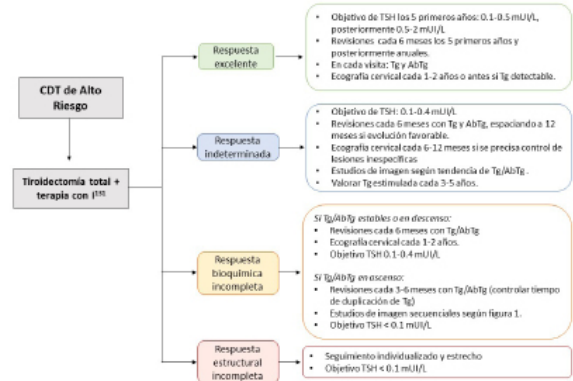 CDT de Alto
Riesgo
Tiroidectomía total +
terapia con I131
Respuesta
excelente
• Objetivo de TSH los 5 primeros años: 0.1-0.5 mUI/L,
posteriormente 0.5-2 mUI/L
• Revisiones cada 6 meses los 5 primeros años y
posteriormente anuales.
• En cada visita: Tg y AbTg
• Ecografía cervical cada 1-2 años o antes si Tg detectable.
Respuesta
indeterminada
• Objetivo de TSH: 0.1-0.4 mUI/L
• Revisiones cada 6 meses con Tg y AbTg, espaciando a 12
meses si evolución favorable.
• Ecografía cervical cada 6-12 meses si se precisa control de
lesiones inespecíficas
• Estudios de imagen según tendencia de Tg/AbTg .
• Valorar Tg estimulada cada 3-5 años.
Respuesta
bioquímica
incompleta
Si Tg/AbTg estables o en descenso:
• Revisiones cada 6 meses con Tg/AbTg
• Ecografía cervical cada 1-2 años.
• Objetivo TSH 0.1-0.4 mUI/L
Si Tg/AbTg en ascenso:
• Revisiones cada 3-6 meses con Tg/AbTg (controlar tiempo
de duplicación de Tg)
• Estudios de imagen secuenciales según figura 1.
• Objetivo TSH < 0.1 mUI/L
Respuesta
estructural
incompleta
• Seguimiento individualizado y estrecho
• Objetivo TSH < 0.1 mUI/L